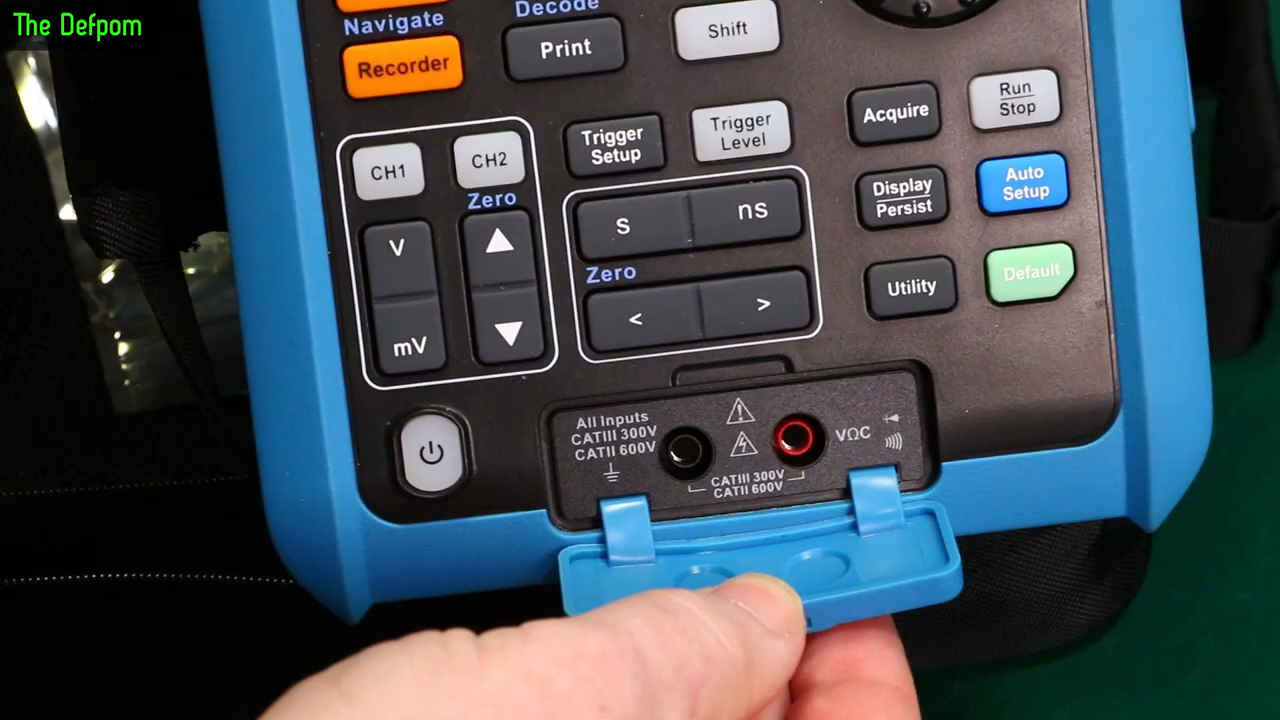 The Defpom
Navigate
Decode
Recorder
Print
Shift
Trigger
Setup
Trigger
Level
Acquire
Run
Stop
CH1
CH2
Zero
V
mV
s
ns
Zero
<
>
Display
Persist
Auto
Setup
Utility
Default
All Inputs
CATIII 300V
CATII 600V
VΩC
CATIII 300V
CATII 600V